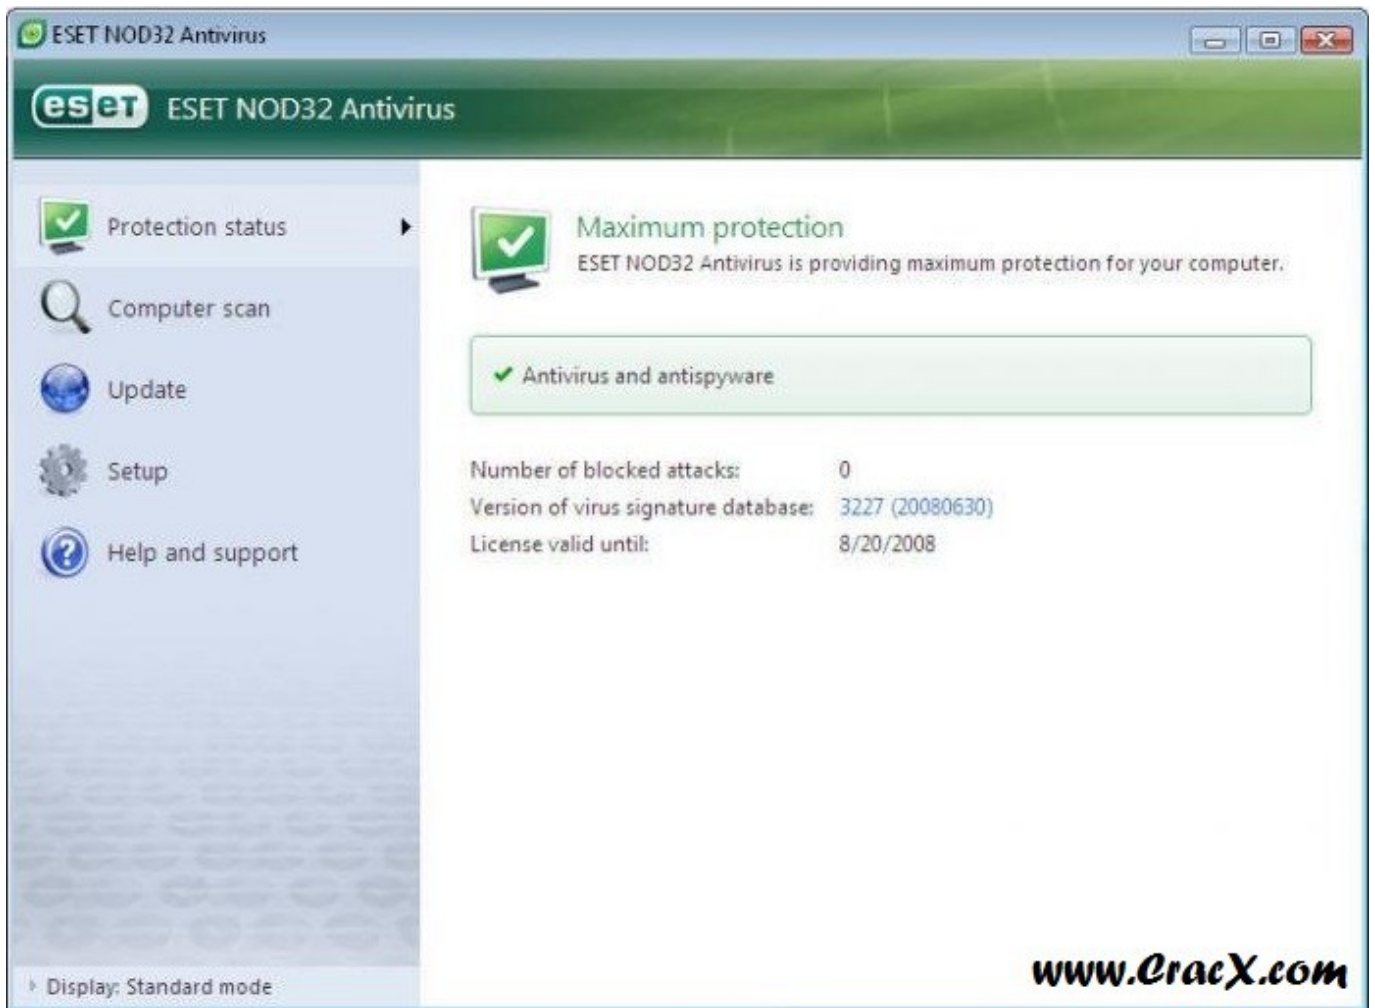 ESET NOD32 Antivirus
eseT ESET NOD32 Antivirus
Protection status
Computer scan
Update
Setup
Help and support
Display: Standard mode
Maximum protection
ESET NOD32 Antivirus is providing maximum protection for your computer.
Antivirus and antispyware
Number of blocked attacks: 0
Version of virus signature database: 3227 (20080630)
License valid until: 8/20/2008
www.CracX.com